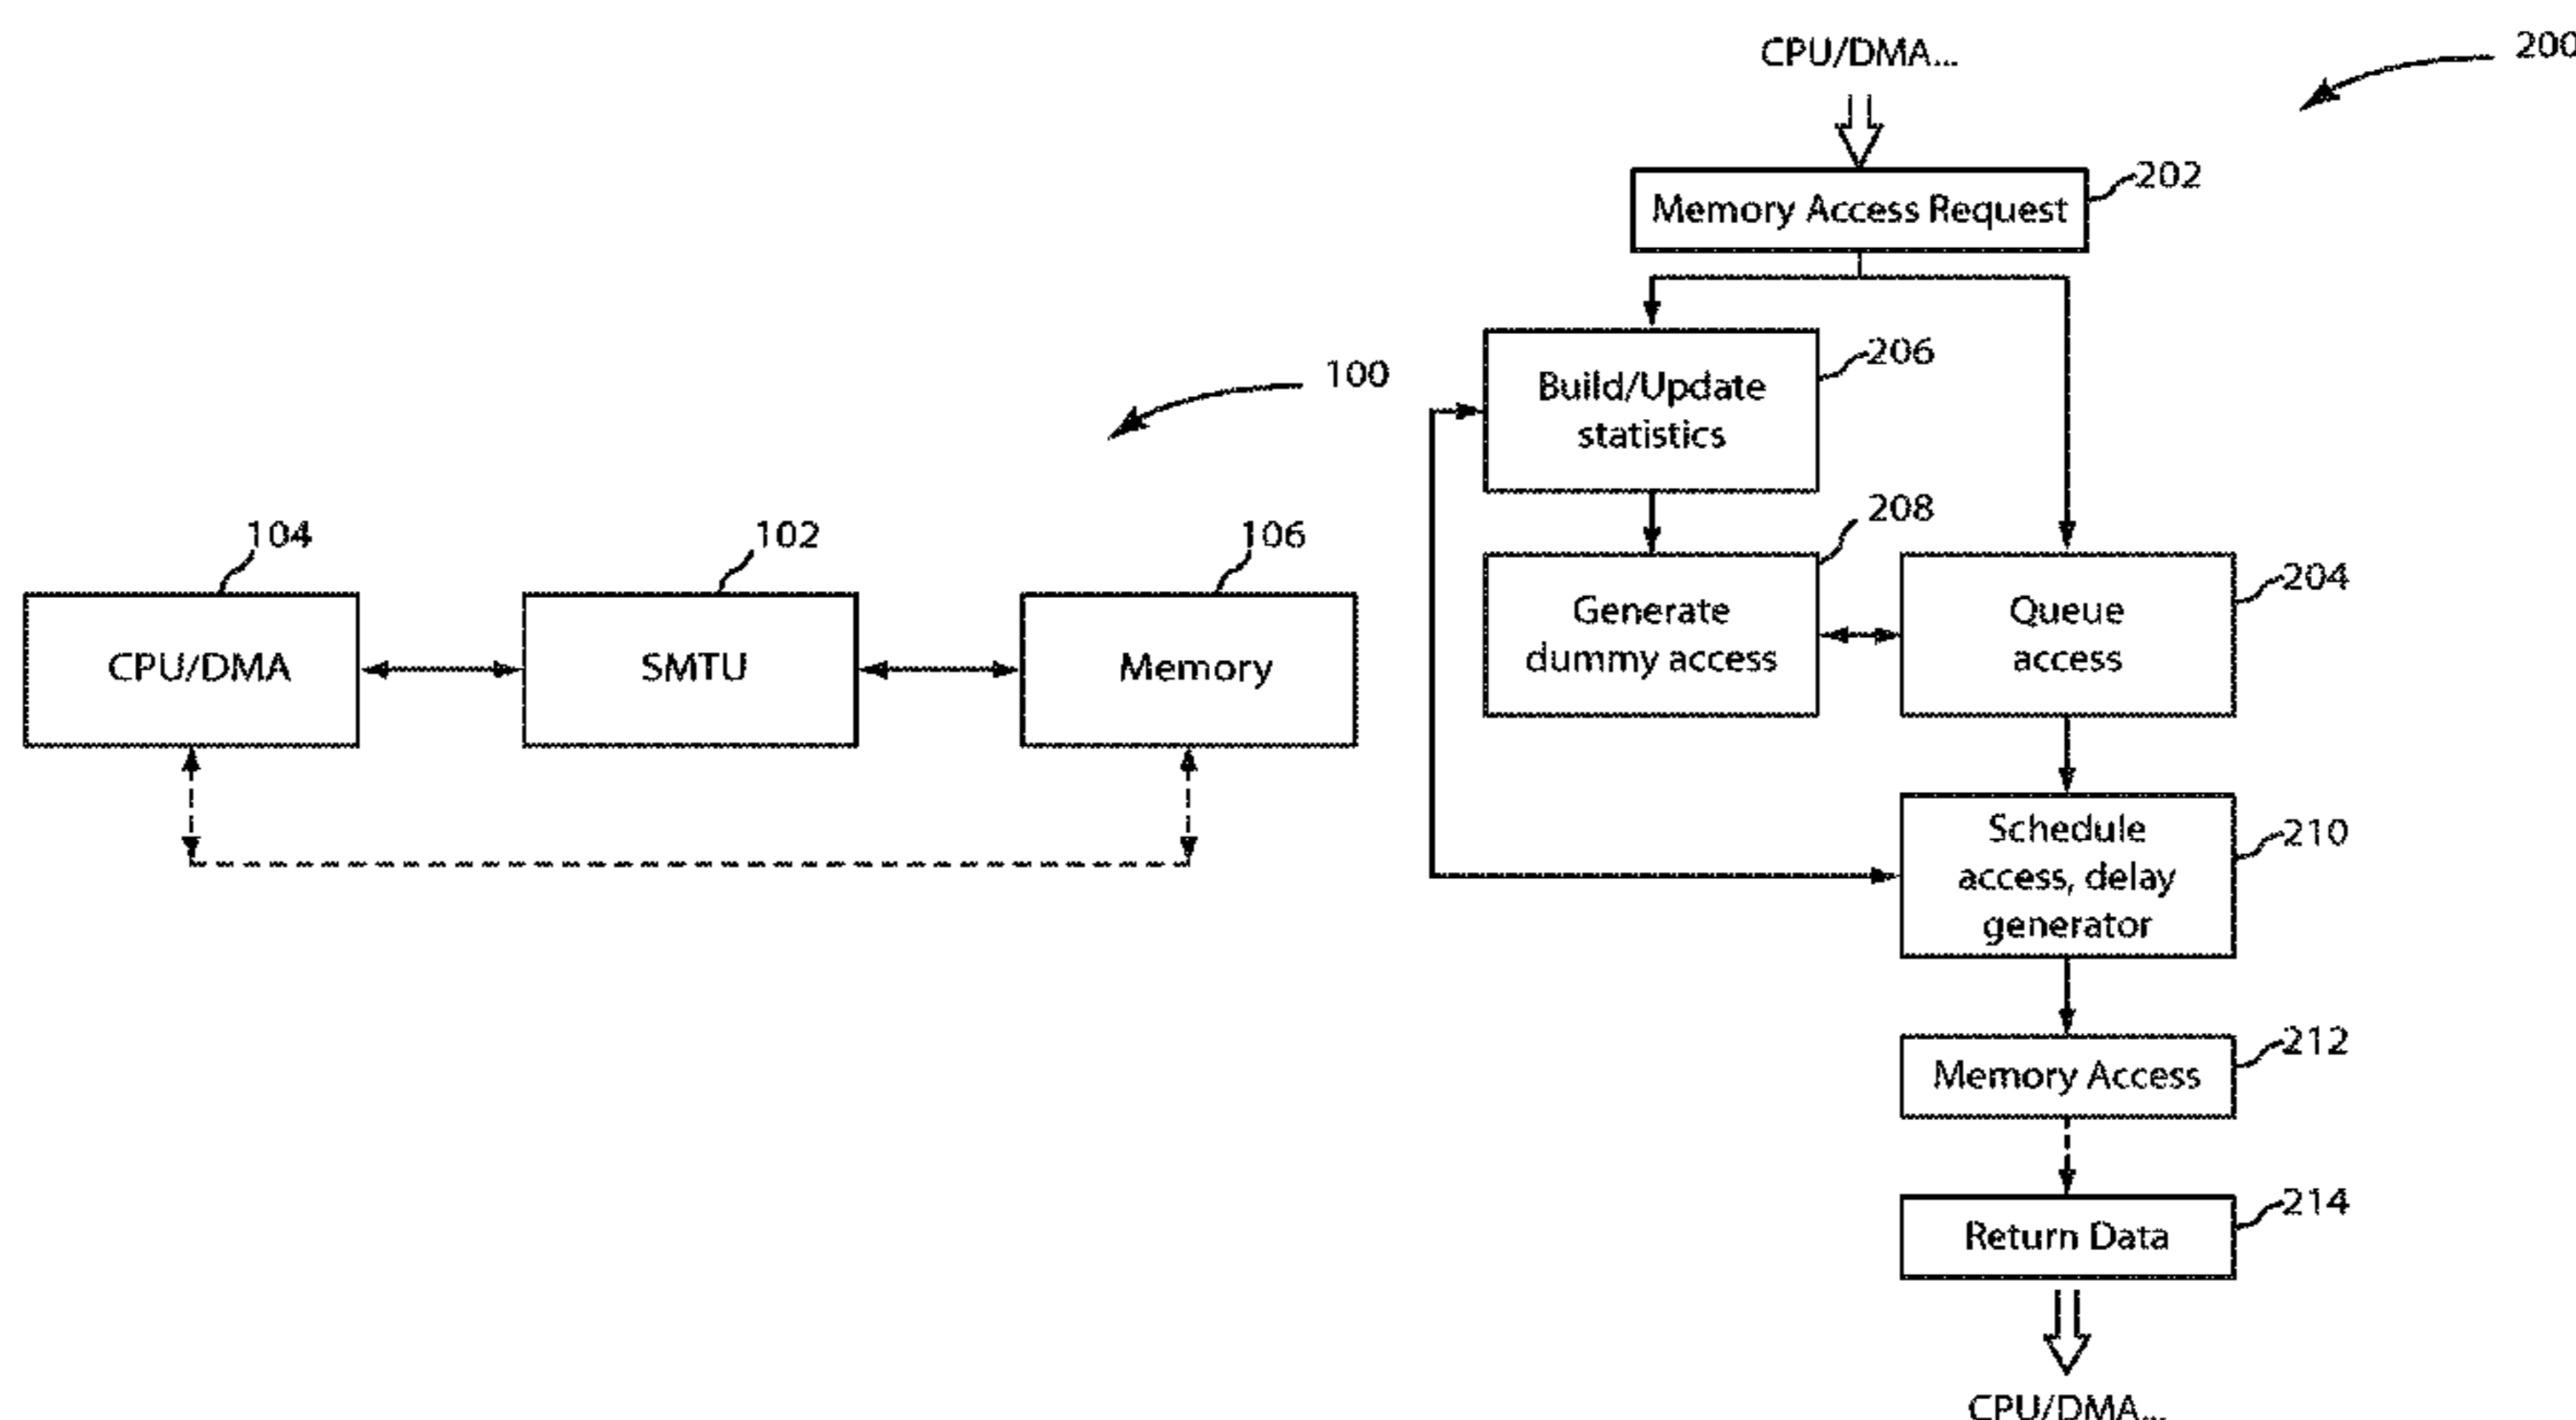 100
104
102
106
CPU/DMA
SMTU
Memory
200
CPU/DMA...
202
Memory Access Request
206
Build/Update
statistics
208
Generate
dummy access
204
Queue
access
210
Schedule
access, delay
generator
212
Memory Access
214
Return Data
CPU/DMA...